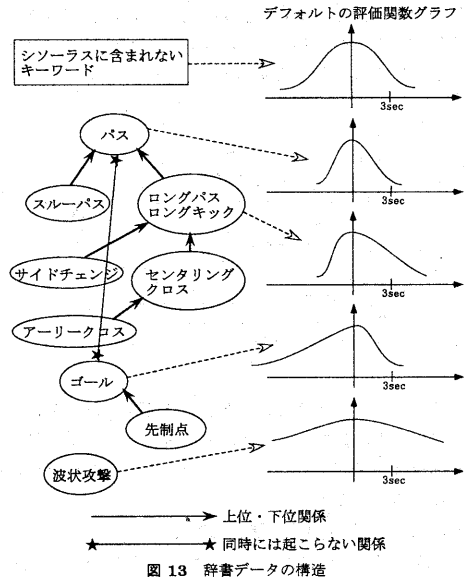 デフォルトの評価関数グラフ
シソーラスに含まれない
キーワード
3sec
パス
3sec
スルーパス
ロングパス
ロングキック
3sec
サイドチェンジ
センタリング
クロス
アーリークロス
3sec
ゴール
先制点
波状攻撃
3sec
上位・下位関係
同時には起こらない関係
図 13 辞書データの構造